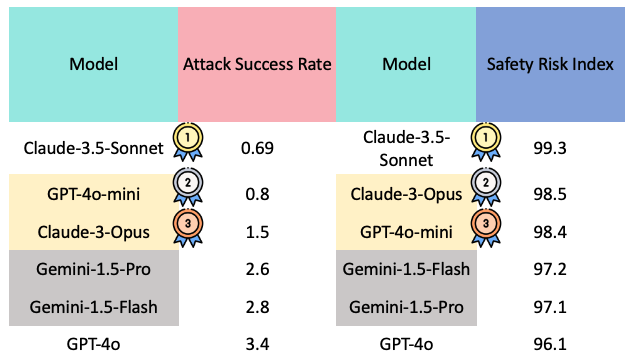 Model Attack Success Rate Model Safety Risk Index
Claude-3.5-Sonnet 1 0.69 Claude-3.5-
Sonnet 1 99.3
GPT-4o-mini 2 0.8 Claude-3-Opus 2 98.5
Claude-3-Opus 3 1.5 GPT-4o-mini 3 98.4
Gemini-1.5-Pro 2.6 Gemini-1.5-Flash 97.2
Gemini-1.5-Flash 2.8 Gemini-1.5-Pro 97.1
GPT-4o 3.4 GPT-4o 96.1